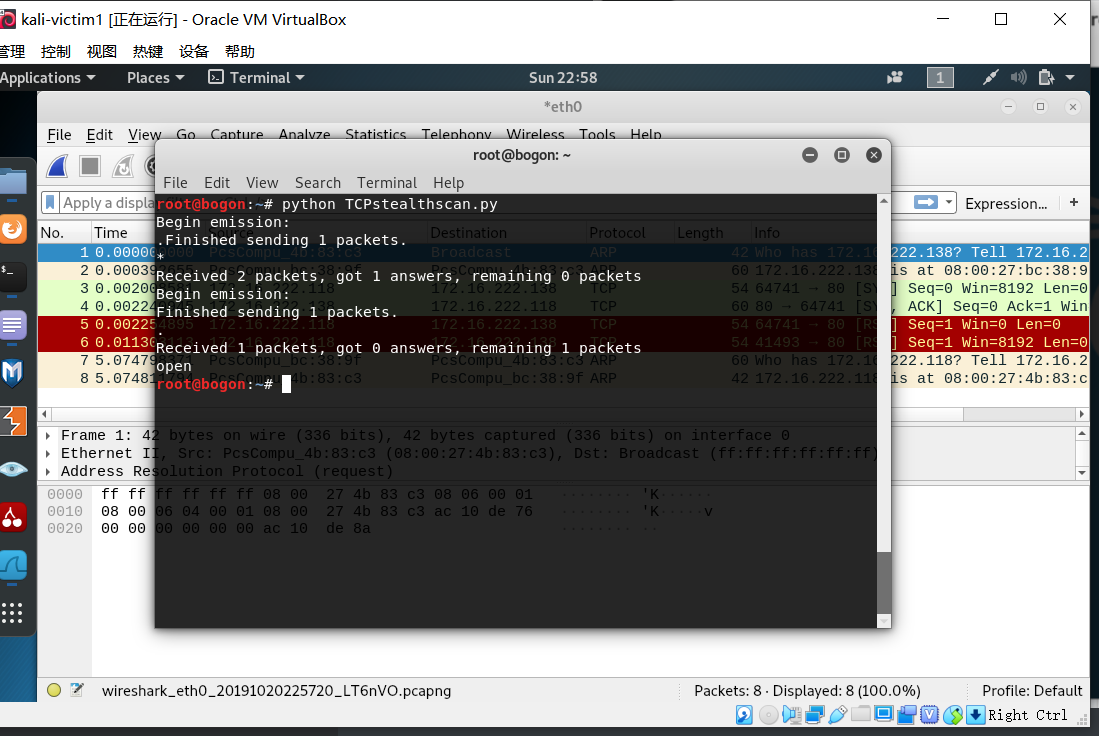 kali-victim1 [正在运行] - Oracle VM VirtualBox
管理 控制 视图 热键 设备 帮助
Applications Places Terminal Sun 22:58 1
*eth0
File Edit View Go Capture Analyze Statistics Telephony Wireless Tools Help
root@bogon: ~
File Edit View Search Terminal Help
Apply a displa
Expression... +
root@bogon:~# python TCPstealthscan.py
Begin emission:
.Finished sending 1 packets.
*
Received 2 packets, got 1 answers, remaining 0 packets
Begin emission:
Finished sending 1 packets.
.
Received 1 packets, got 0 answers, remaining 1 packets
open
root@bogon:~#
No. Time Source Destination Protocol Length Info
1 0.00000 PcsCompu_4b:83:c3 Broadcast ARP 42 Who has 172.16.222.138? Tell 172.16.2
2 0.00039 60 172.16.222.138 is at 08:00:27:bc:38:9
3 0.00200 172.16.222.138 TCP 54 64741 → 80 [SY ] Seq=0 Win=8192 Len=0
4 0.00224 172.16.222.118 TCP 60 80 → 64741 [SY , ACK] Seq=0 Ack=1 Win
5 0.002254895 172.16.222.118 172.16.222.138 TCP 54 64741 → 80 [RS ] Seq=1 Win=0 Len=0
6 0.01130 TCP 54 41493 → 80 [RS ] Seq=1 Win=8192 Len=0
7 5.07479 PcsCompu_4b:83:c3 ARP 60 Who has 172.16.222.118? Tell 172.16.2
8 5.07481 PcsCompu_4b:83:c3 PcsCompu_bc:38:9f ARP 42 172.16.222.118 is at 08:00:27:4b:83:c
Frame 1: 42 bytes on wire (336 bits), 42 bytes captured (336 bits) on interface 0
Ethernet II, Src: PcsCompu_4b:83:c3 (08:00:27:4b:83:c3), Dst: Broadcast (ff:ff:ff:ff:ff:ff)
Address Resolution Protocol (request)
0000 ff ff ff ff ff ff 08 00 27 4b 83 c3 08 06 00 01 ········ 'K······
0010 08 00 06 04 00 01 08 00 27 4b 83 c3 ac 10 de 76 ········ 'K·····v
0020 00 00 00 00 00 00 ac 10 de 8a ········ ··
wireshark_eth0_20191020225720_LT6nVO.pcapng Packets: 8 · Displayed: 8 (100.0%) Profile: Default
Right Ctrl